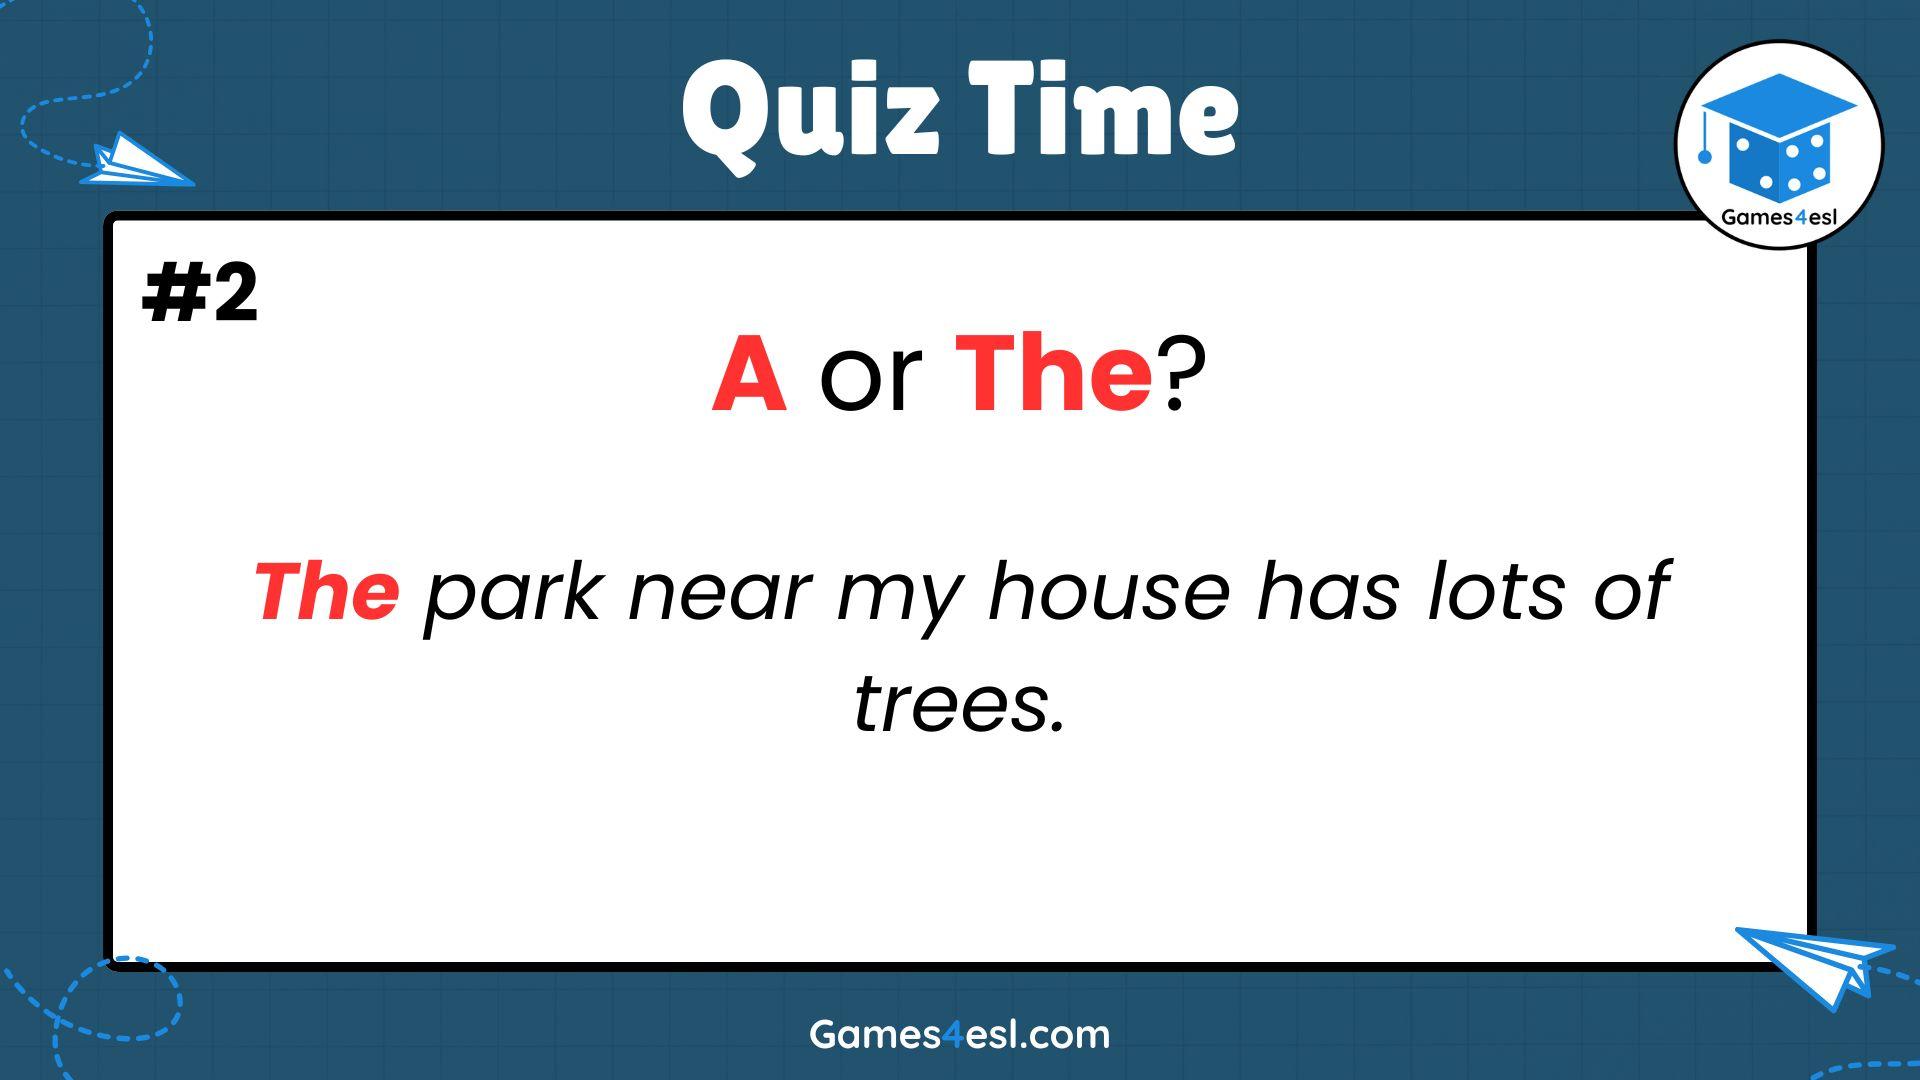 Quiz Time
Games4esl
#2
A or The?
The park near my house has lots of
trees.
Games4esl.com